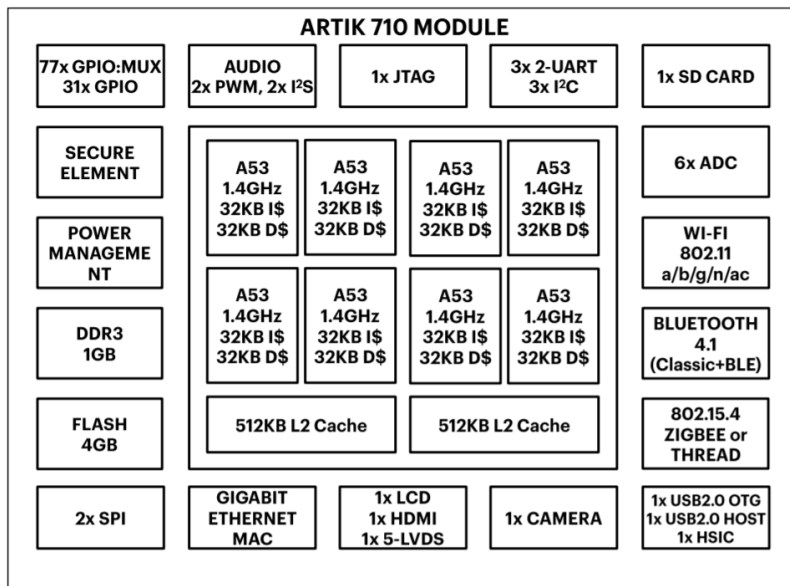 ARTIK 710 MODULE
77x GPIO:MUX
31x GPIO
AUDIO
2x PWM, 2x I²S
1x JTAG
3x 2-UART
3x I²C
1x SD CARD
SECURE
ELEMENT
POWER
MANAGEME
NT
DDR3
1GB
FLASH
4GB
A53
1.4GHz
32KB I$
32KB D$
A53
1.4GHz
32KB I$
32KB D$
A53
1.4GHz
32KB I$
32KB D$
A53
1.4GHz
32KB I$
32KB D$
A53
1.4GHz
32KB I$
32KB D$
A53
1.4GHz
32KB I$
32KB D$
A53
1.4GHz
32KB I$
32KB D$
A53
1.4GHz
32KB I$
32KB D$
512KB L2 Cache
512KB L2 Cache
6x ADC
WI-FI
802.11
a/b/g/n/ac
BLUETOOTH
4.1
(Classic+BLE)
802.15.4
ZIGBEE or
THREAD
2x SPI
GIGABIT
ETHERNET
MAC
1x LCD
1x HDMI
1x 5-LVDS
1x CAMERA
1x USB2.0 OTG
1x USB2.0 HOST
1x HSIC